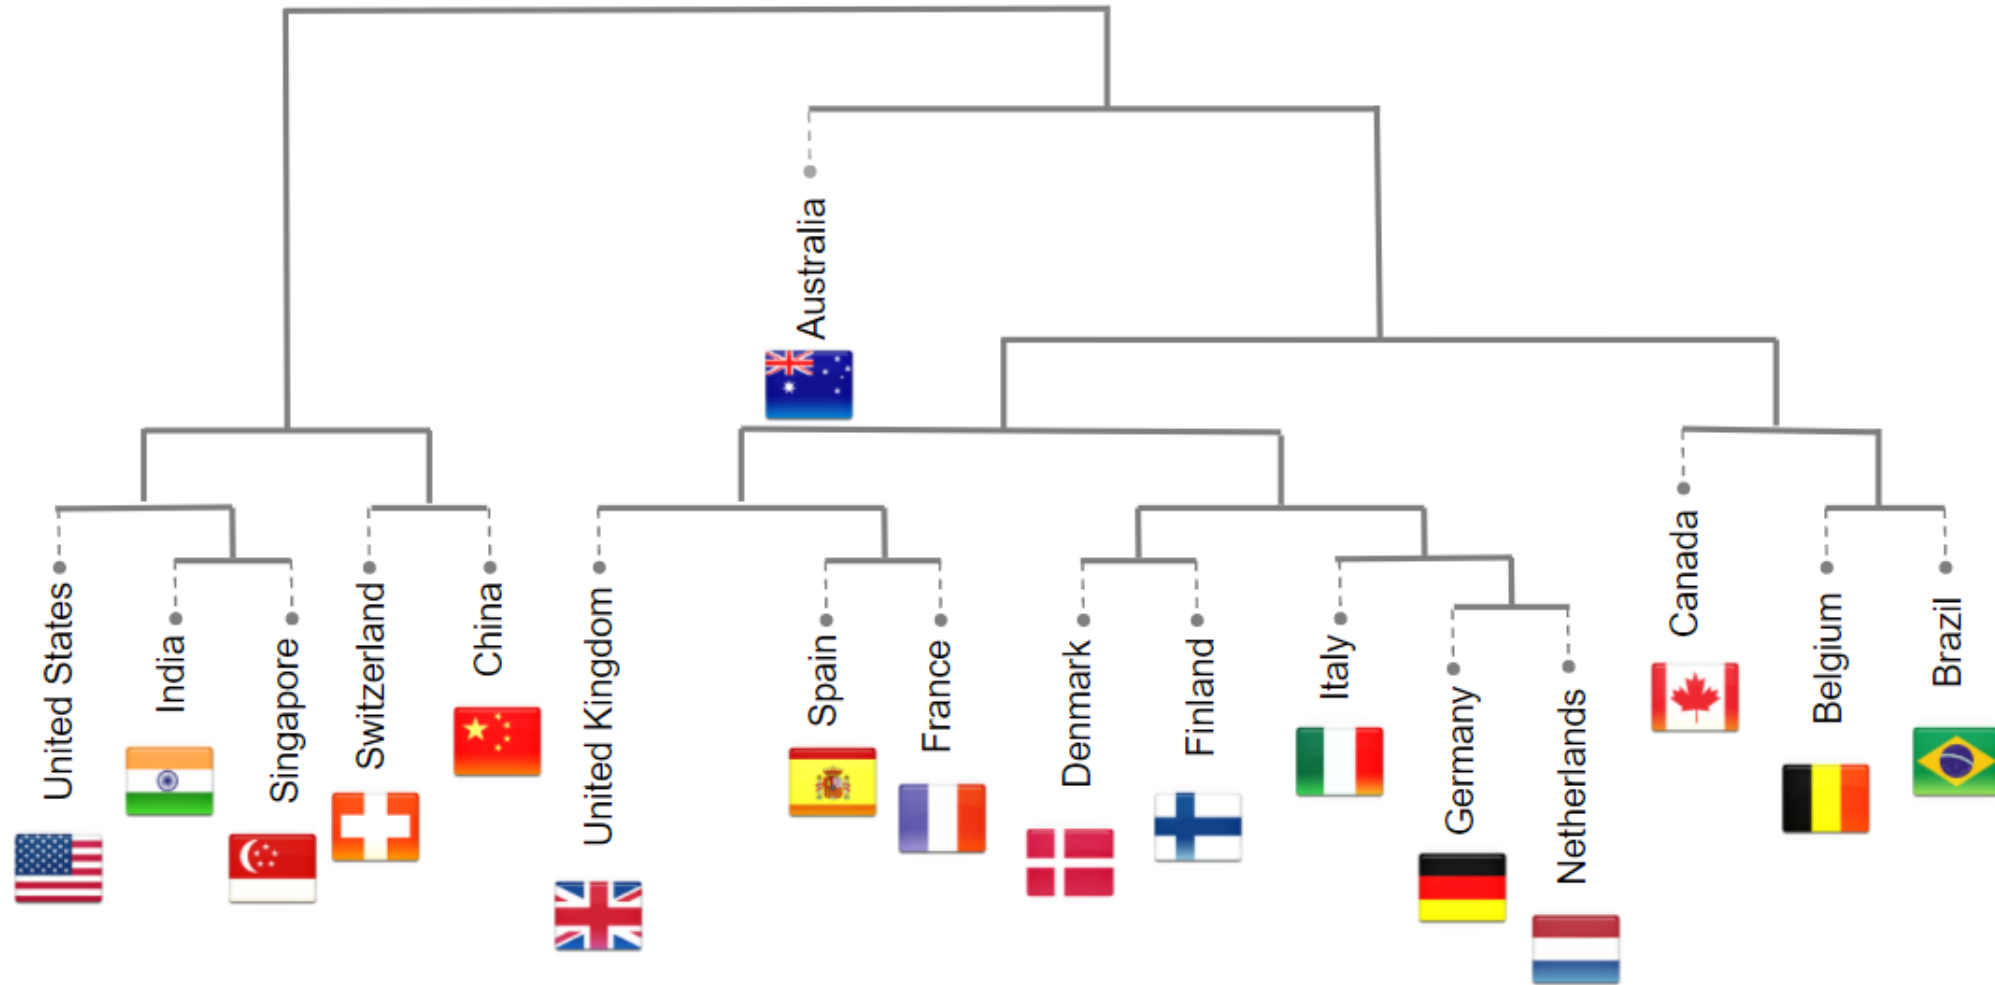 United States
India
Singapore
Switzerland
China
United Kingdom
Australia
Spain
France
Denmark
Finland
Italy
Germany
Netherlands
Canada
Belgium
Brazil